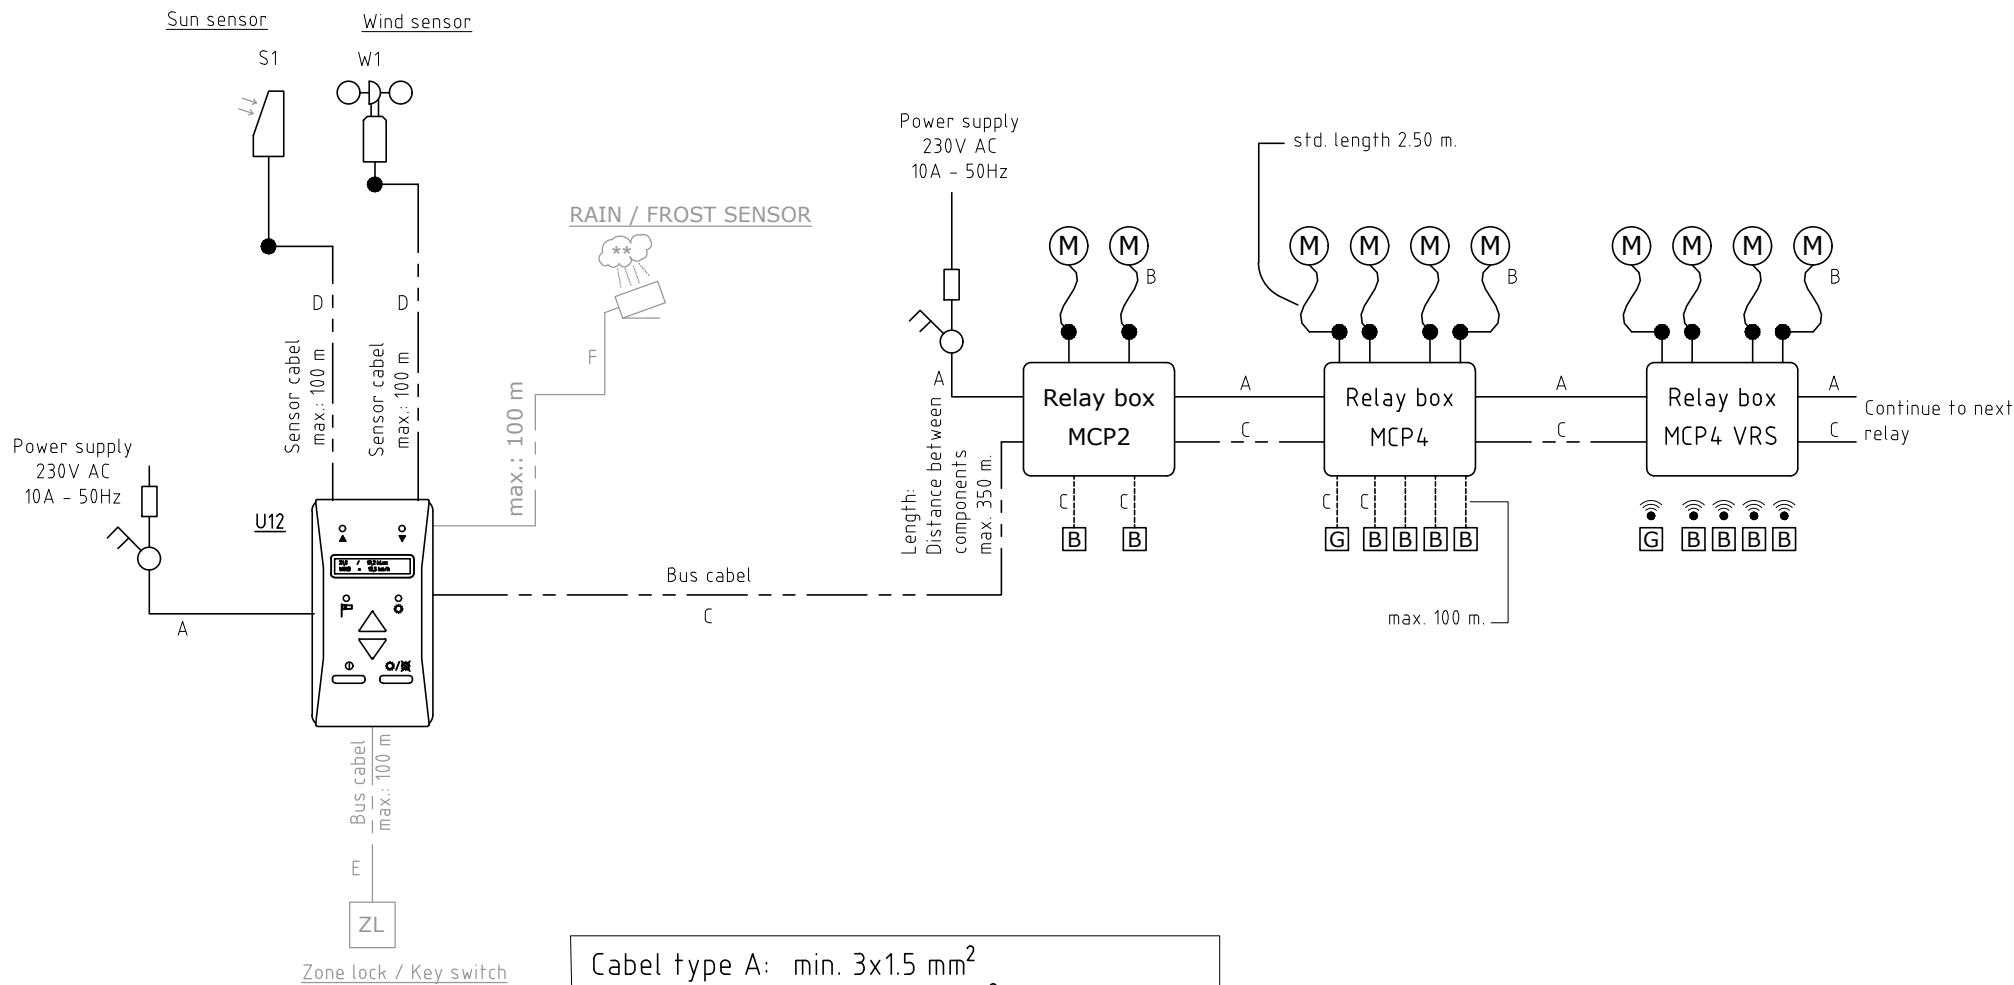 Sun sensor
Wind sensor
S1
W1
RAIN / FROST SENSOR
**
D
D
Sensor cabel
max.: 100 m
Sensor cabel
max.: 100 m
F
max.: 100 m
Power supply
230V AC
10A - 50Hz
U12
A
Bus cabel
C
Bus cabel
max.: 100 m
E
ZL
Zone lock / Key switch
Power supply
230V AC
10A - 50Hz
std. length 2.50 m.
M
M
B
M
M
M
M
B
M
M
M
M
B
A
Length:
Distance between
components
max. 350 m.
Relay box
MCP2
A
C
Relay box
MCP4
A
C
Relay box
MCP4 VRS
A
C
Continue to next
relay
C
C
B
B
C
C
G
B
B
B
B
G
B
B
B
B
max. 100 m.
Cabel type A: min. 3x1.5 mm²